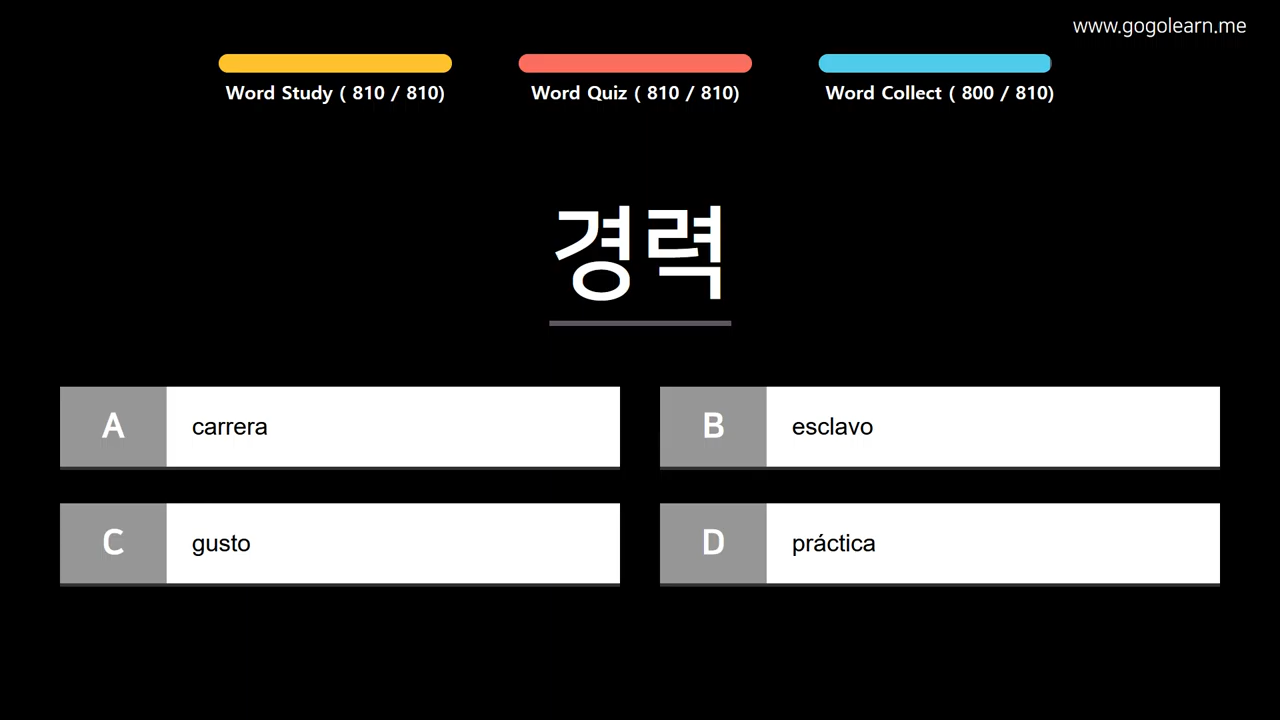 www.gogolearn.me
Word Study ( 810 / 810)
Word Quiz ( 810 / 810)
Word Collect ( 800 / 810)
경력
A carrera
B esclavo
C gusto
D práctica